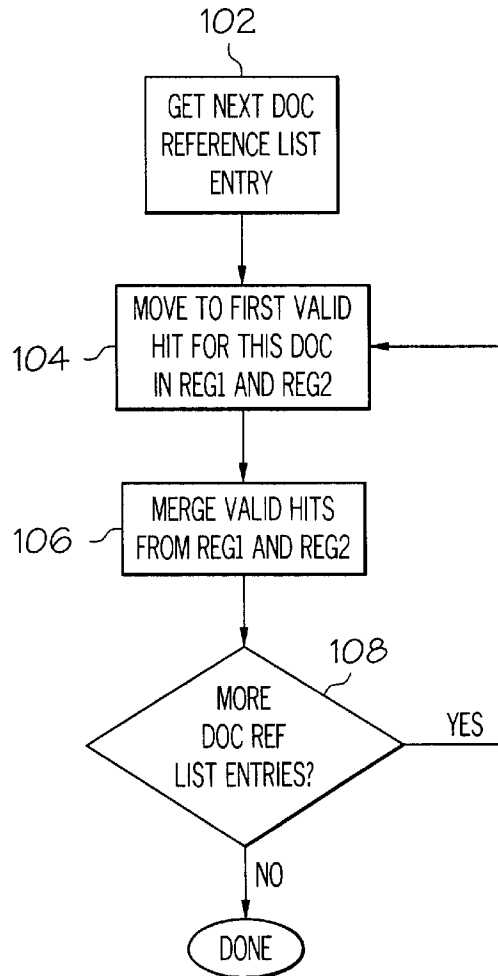 102
GET NEXT DOC
REFERENCE LIST
ENTRY
104
MOVE TO FIRST VALID
HIT FOR THIS DOC
IN REG1 AND REG2
106
MERGE VALID HITS
FROM REG1 AND REG2
108
MORE
DOC REF
LIST ENTRIES?
YES
NO
DONE